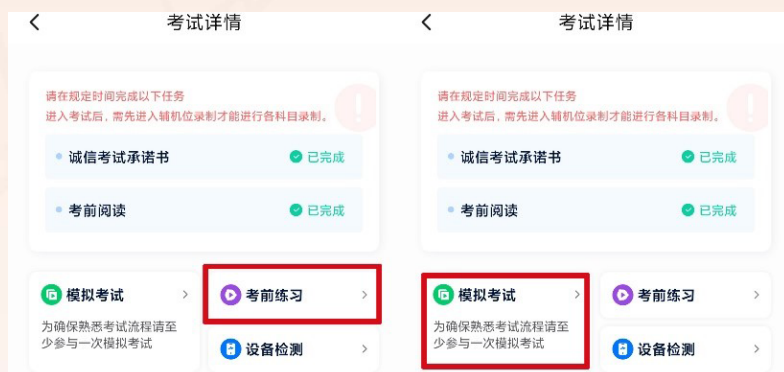 考试详情
请在规定时间完成以下任务
进入考试后，需先进入辅机位录制才能进行各科目录制。
诚信考试承诺书
已完成
考前阅读
已完成
模拟考试
为确保熟悉考试流程请至
少参与一次模拟考试
考前练习
设备检测
考试详情
请在规定时间完成以下任务
进入考试后，需先进入辅机位录制才能进行各科目录制。
诚信考试承诺书
已完成
考前阅读
已完成
模拟考试
为确保熟悉考试流程请至
少参与一次模拟考试
考前练习
设备检测